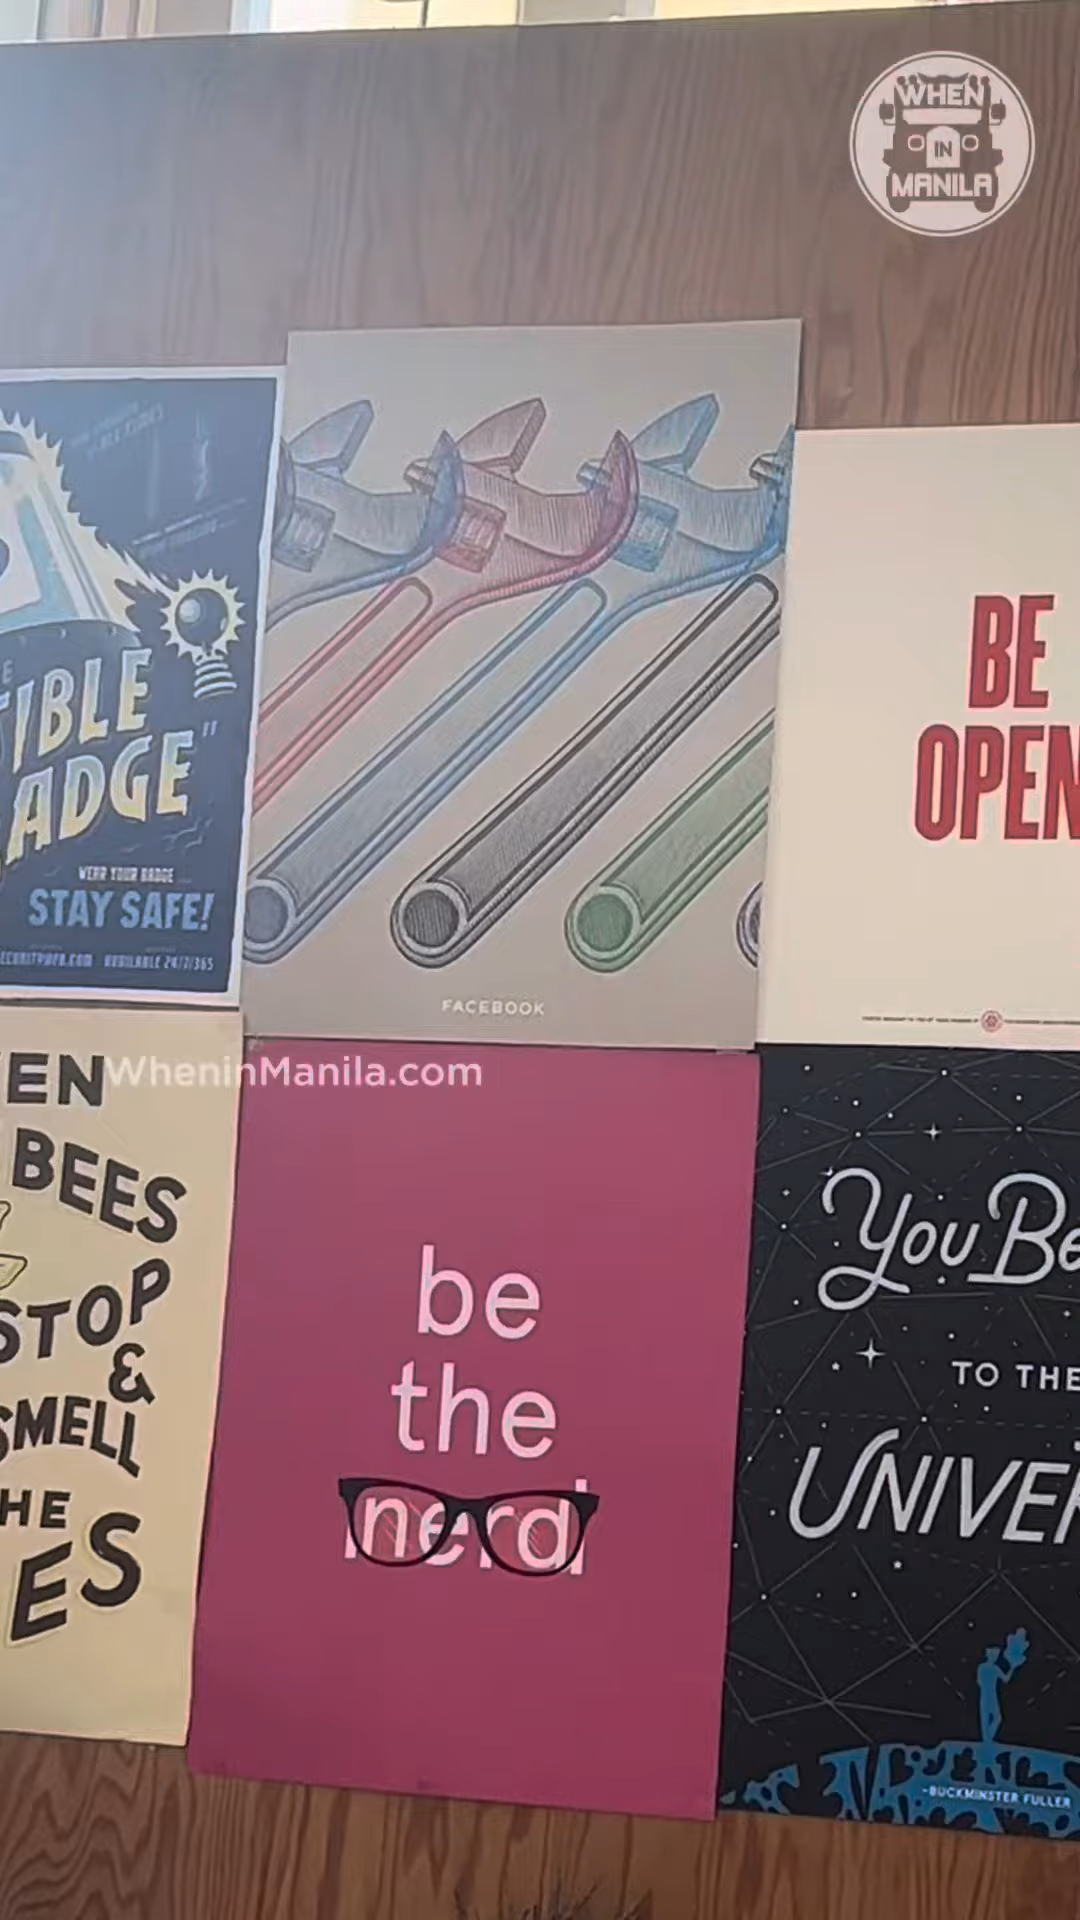 WHEN
IN
MANILA
TIBLE
ADGE"
WEAR YOUR BADGE
STAY SAFE!
AVAILABLE 24/7/365
FACEBOOK
BE
OPEN
WheninManila.com
EN
BEES
STOP
&
SMELL
HE
ES
be
the
nerd
You Be
TO THE
UNIVER
-BUCKMINSTER FULLER